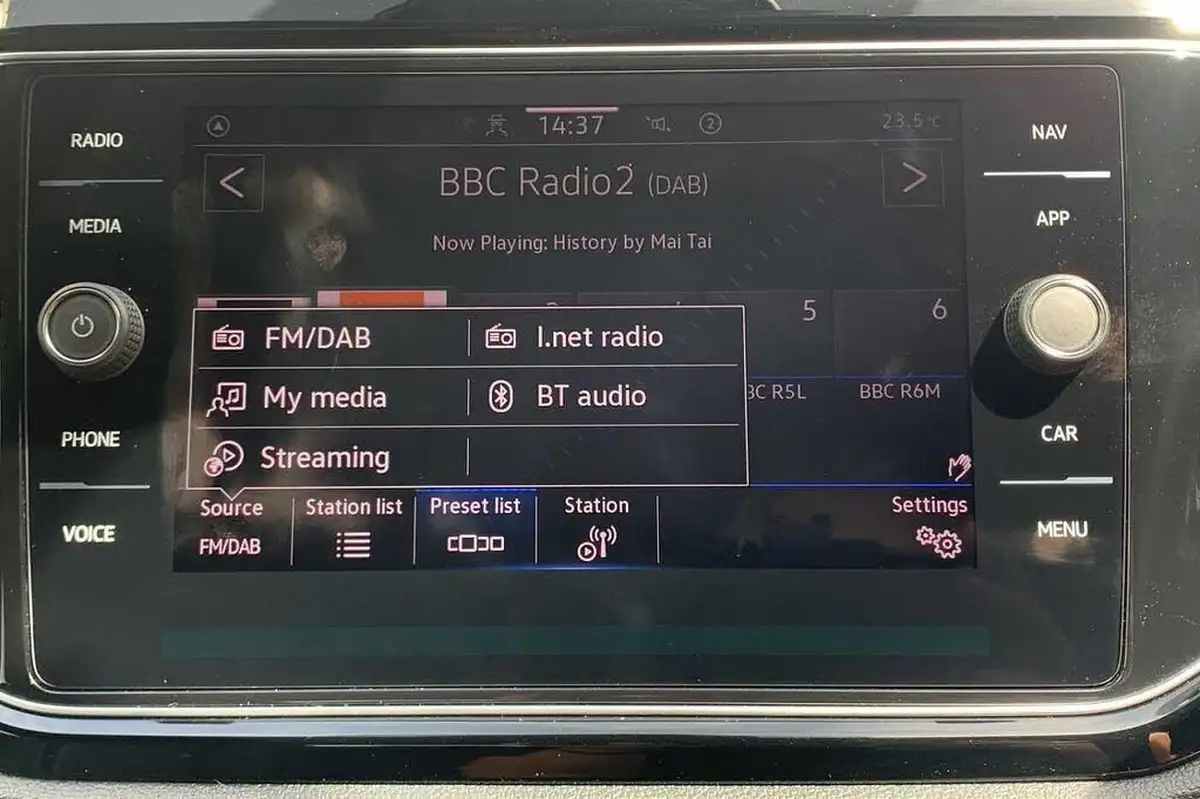 RADIO
MEDIA
PHONE
VOICE
14:37
2
23.5°C
<
BBC Radio2 (DAB)
>
Now Playing: History by Mai Tai
5
6
R5L
BBC R6M
FM/DAB
I.net radio
My media
BT audio
Streaming
Source
FM/DAB
Station list
Preset list
Station
Settings
NAV
APP
CAR
MENU